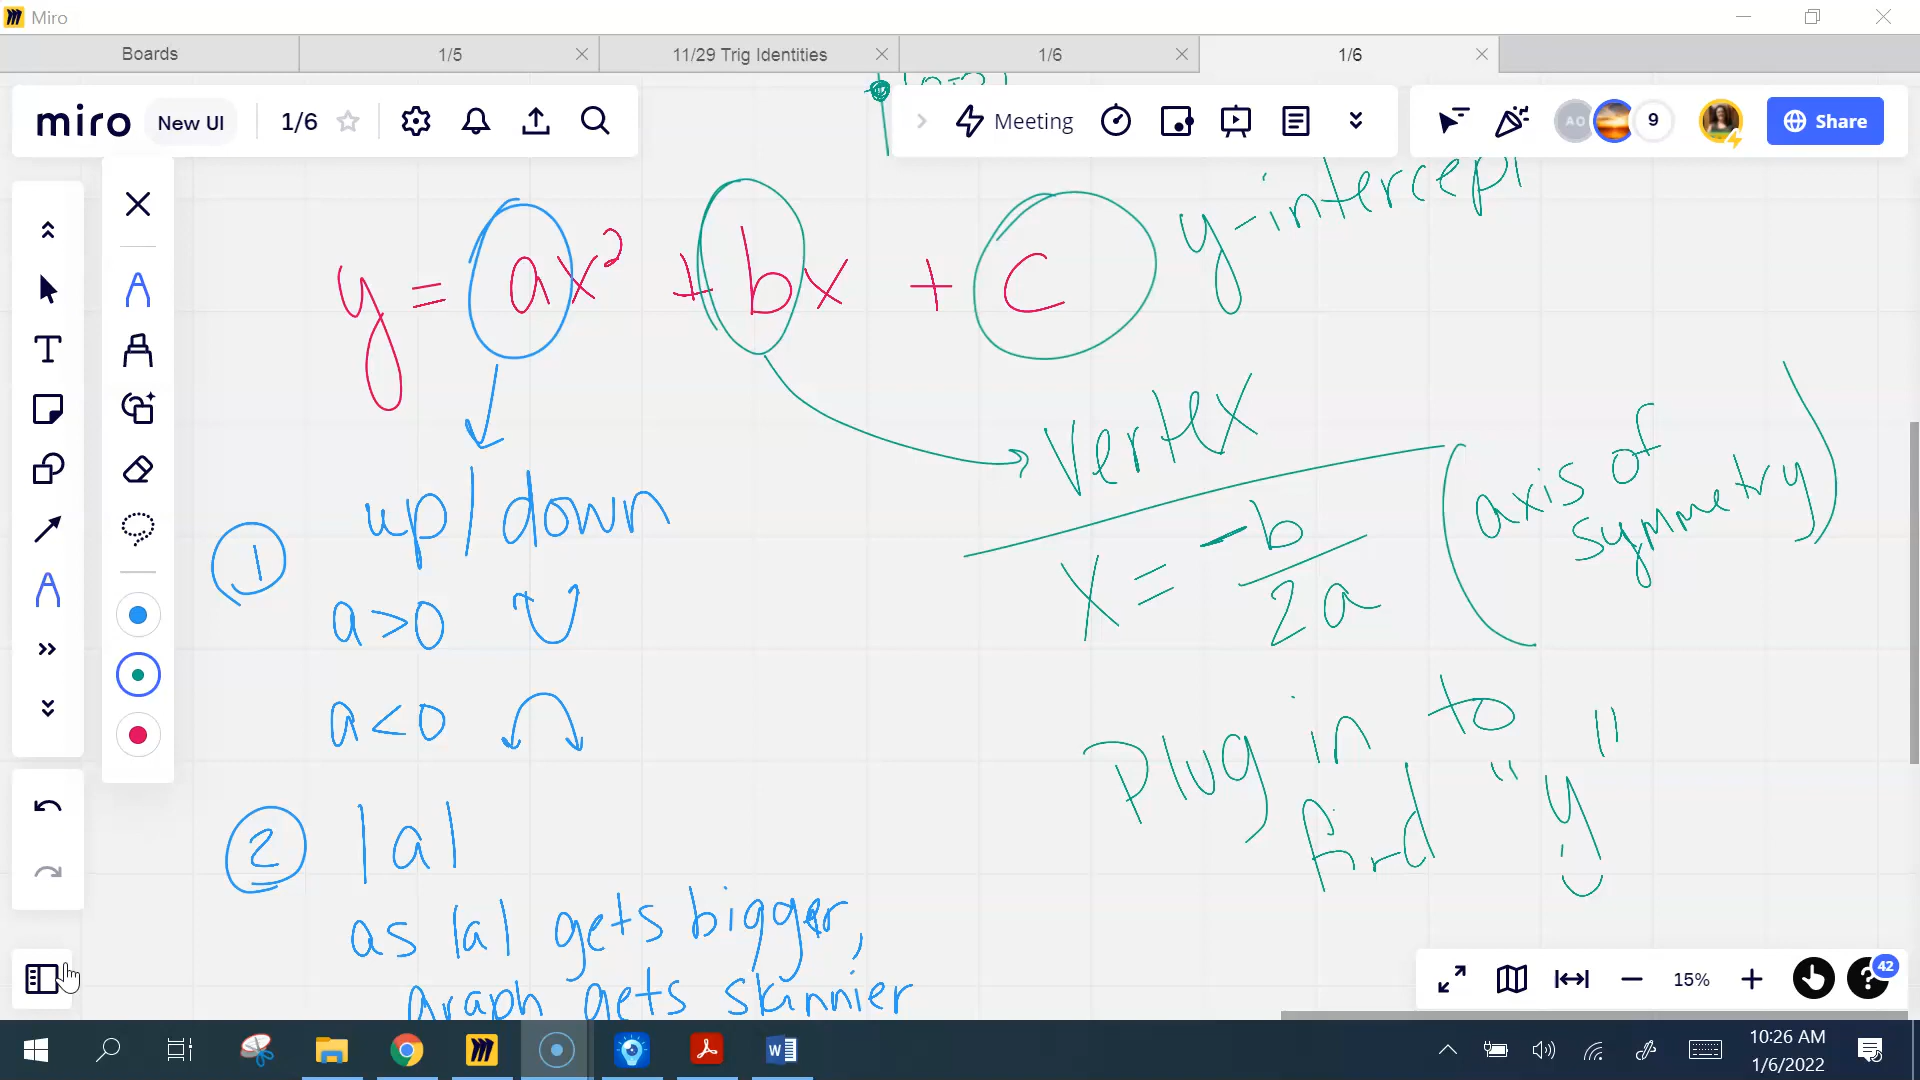 Miro
Boards
1/5
11/29 Trig Identities
1/6
1/6
miro
New UI
1/6
Meeting
AO
9
Share
y-intercept
y = ax² + bx + c
Vertex
(axis of
symmetry)
x = -b/2a
① up/down
a>0
a<0
Plug in to
find "y"
② |a|
as |a| gets bigger,
graph gets skinnier
15%
42
10:26 AM
1/6/2022